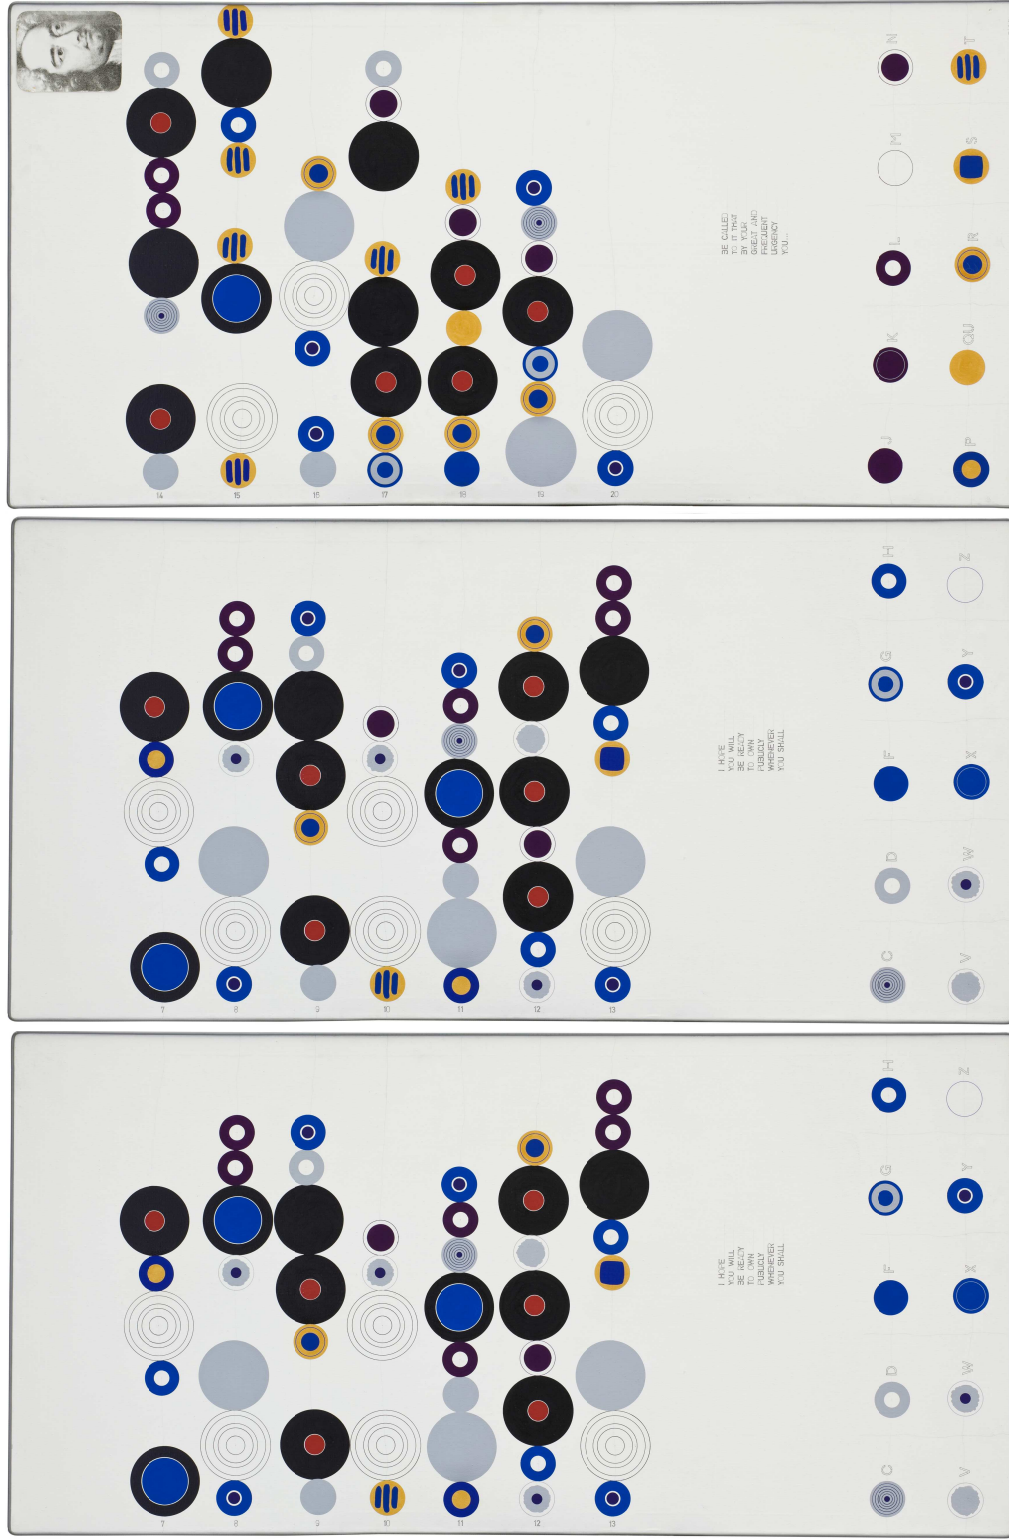 N
T
M
S
L
R
K
QU
J
P
BE CALLED
TO IT THAT
BY YOUR
GREAT AND
FREQUENT
URGENCY
YOU...
14
15
16
17
18
19
20
H
Z
G
Y
F
X
D
W
C
V
I HOPE
YOU WILL
BE READY
TO OWN
PUBLICLY
WHENEVER
YOU SHALL
7
8
9
10
11
12
13
H
Z
G
Y
F
X
D
W
C
V
I HOPE
YOU WILL
BE READY
TO OWN
PUBLICLY
WHENEVER
YOU SHALL
7
8
9
10
11
12
13